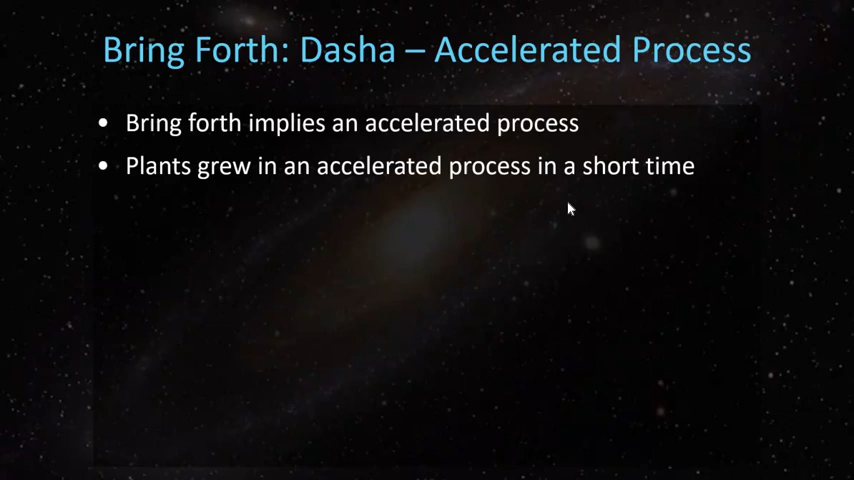 Bring Forth: Dasha – Accelerated Process
• Bring forth implies an accelerated process
• Plants grew in an accelerated process in a short time